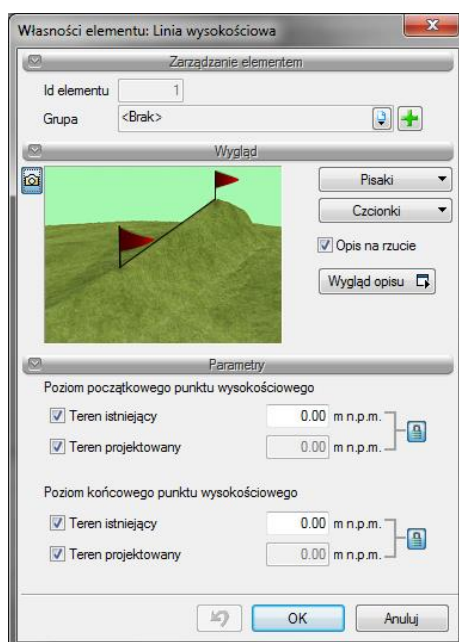 Własności elementu: Linia wysokościowa
Zarządzanie elementem
Id elementu 1
Grupa <Brak>
Wygląd
Pisaki
Czcionki
Opis na rzucie
Wygląd opisu
Parametry
Poziom początkowego punktu wysokościowego
Teren istniejący 0.00 m n.p.m.
Teren projektowany 0.00 m n.p.m.
Poziom końcowego punktu wysokościowego
Teren istniejący 0.00 m n.p.m.
Teren projektowany 0.00 m n.p.m.
OK Anuluj